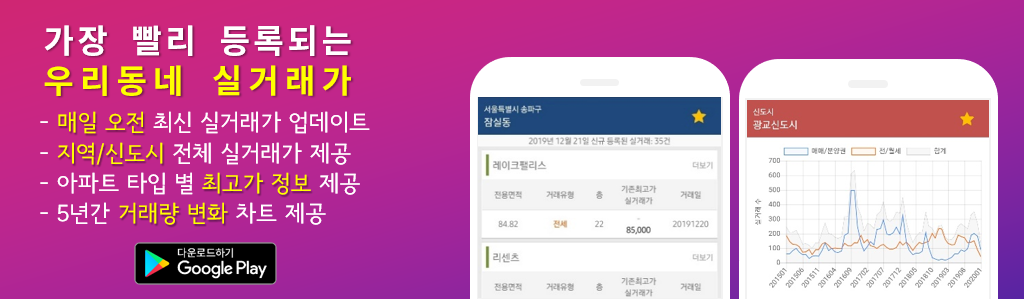 가장 빨리 등록되는
우리동네 실거래가
- 매일 오전 최신 실거래가 업데이트
- 지역/신도시 전체 실거래가 제공
- 아파트 타입 별 최고가 정보 제공
- 5년간 거래량 변화 차트 제공
다운로드하기
Google Play
서울특별시 송파구
잠실동
2019년 12월 21일 신규 등록된 실거래: 35건
레이크팰리스 더보기
전용면적 거래유형 층 기존최고가 실거래가 거래일
84.82 전세 22 - 85,000 20191220
리센츠 더보기
전용면적 거래유형 층 기존최고가 실거래가 거래일
신도시
광교신도시
매매/분양권 전/월세 합계
실거래 수
700
600
500
400
300
200
100
0
201501 201506 201511 201604 201609 201702 201707 201712 201805 201810 201903 201908 202001